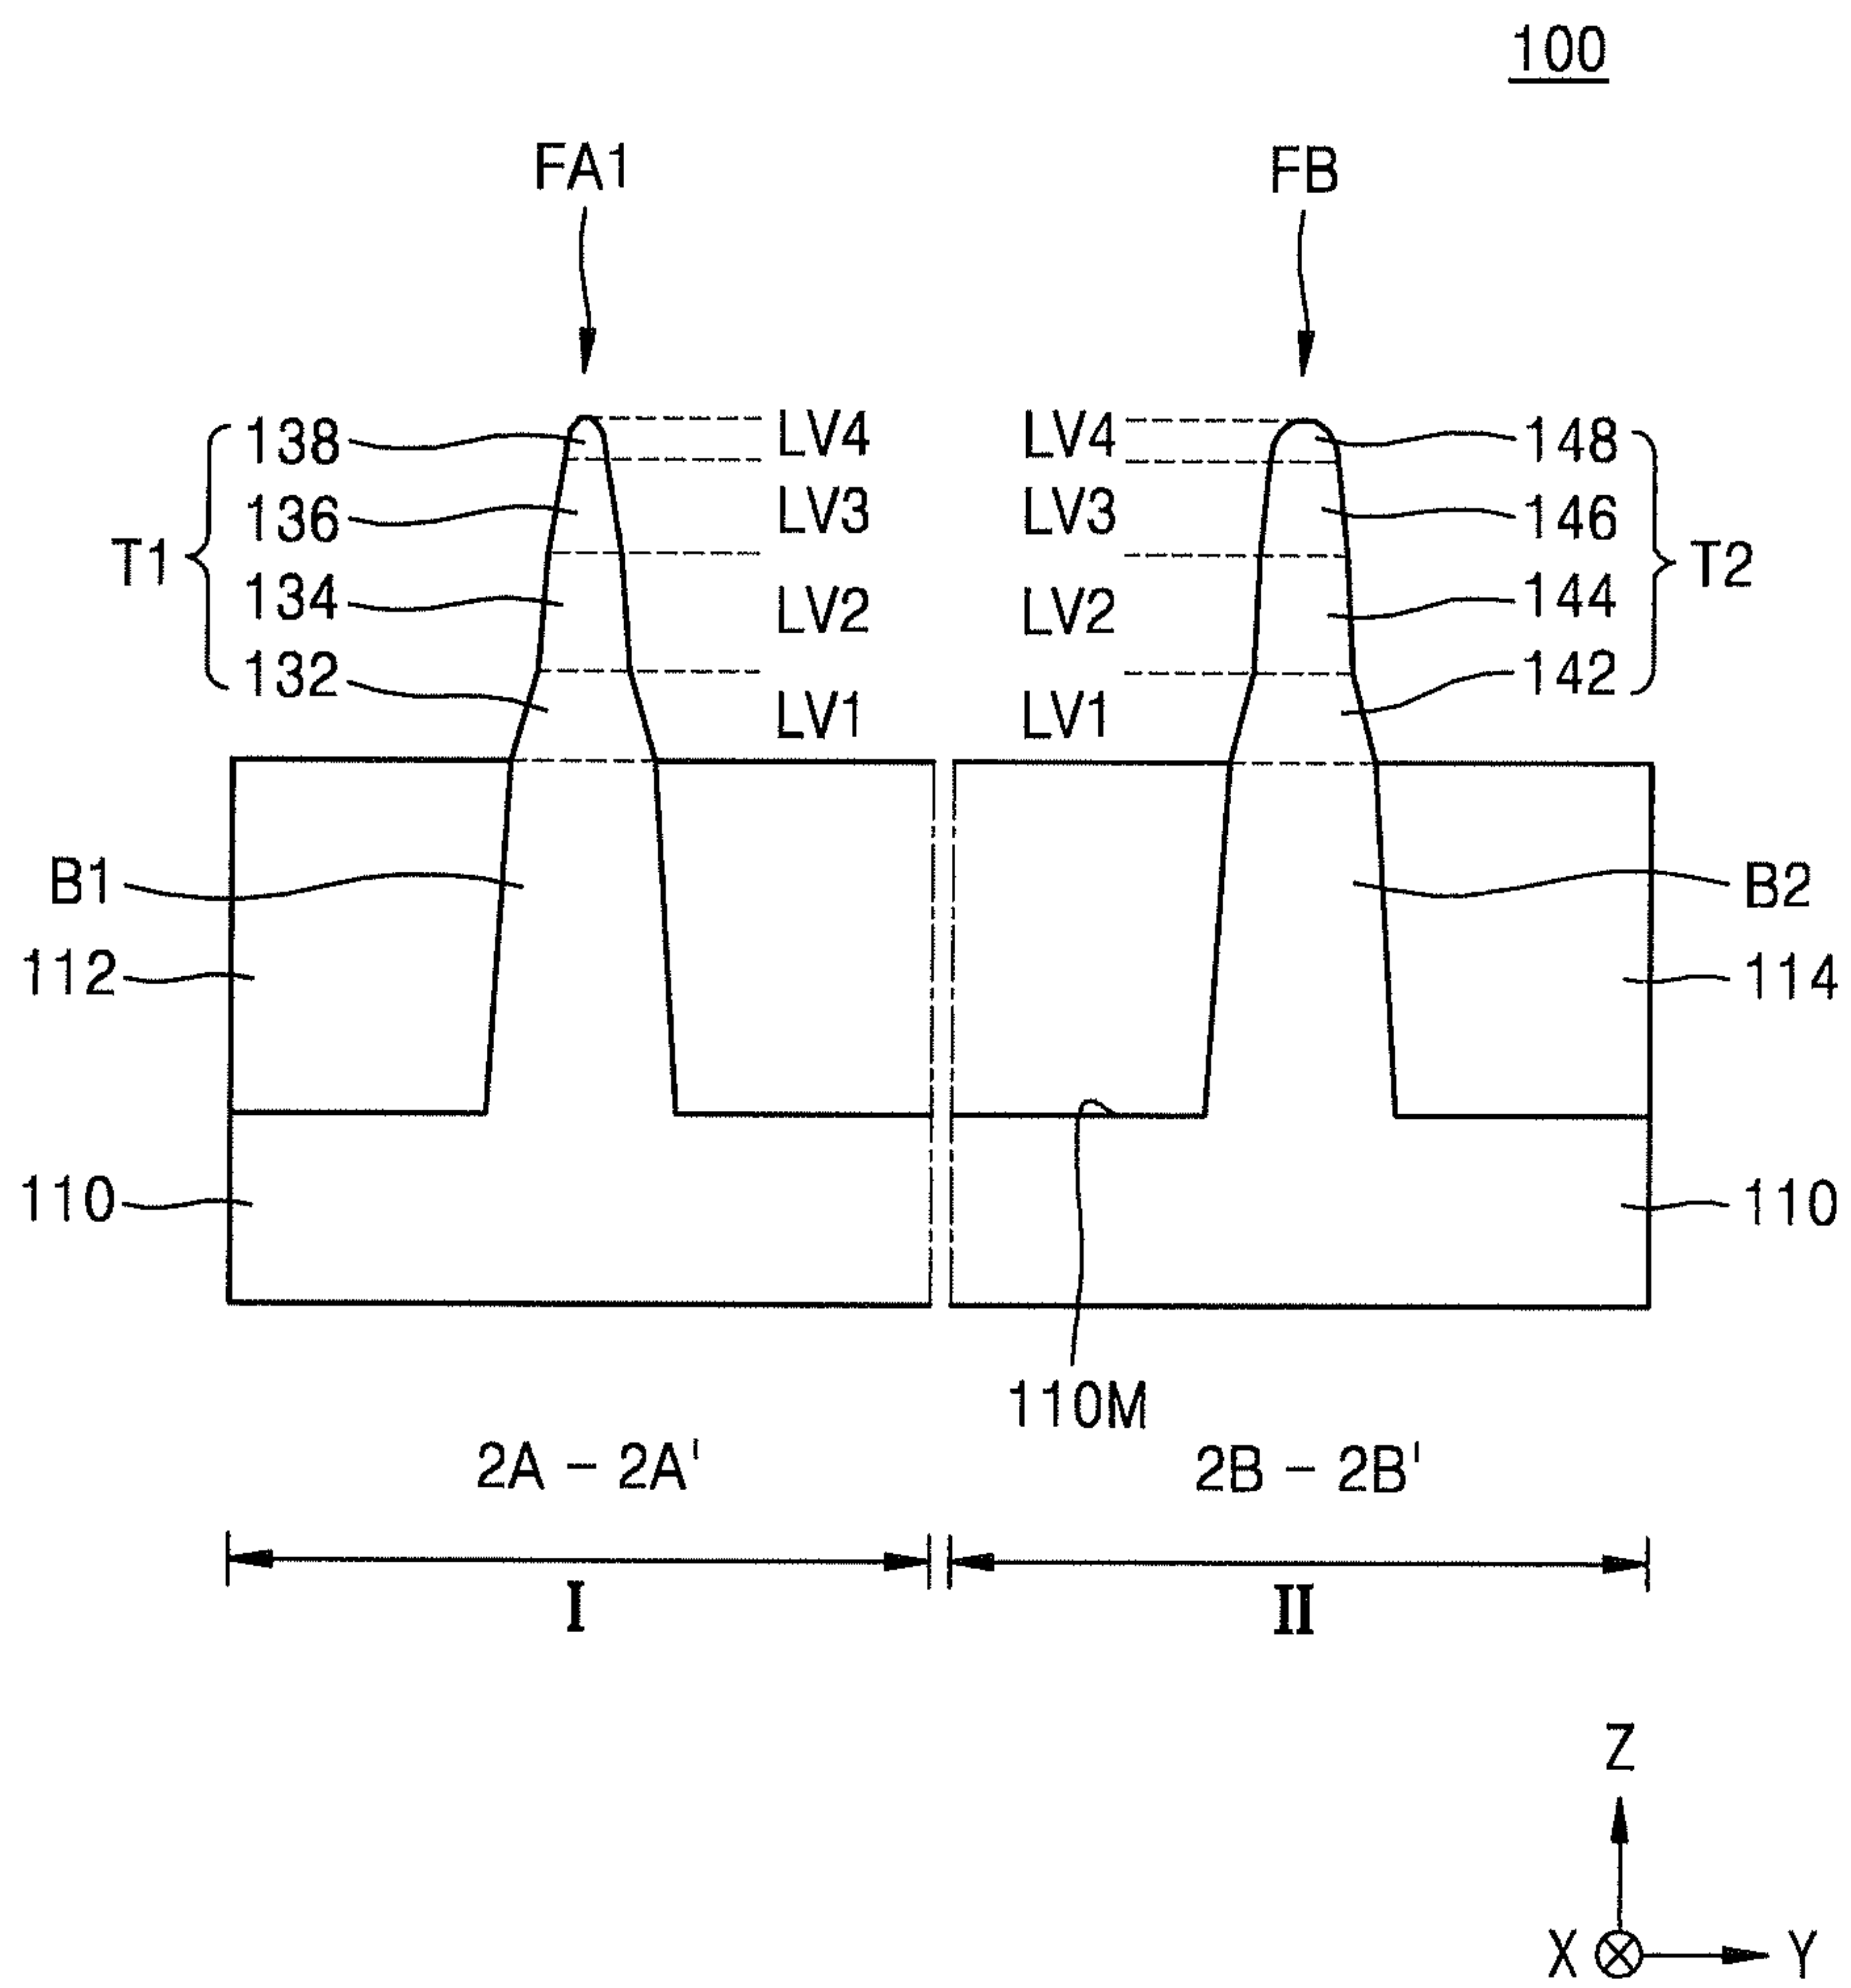 100
FA1 FB
138 LV4 LV4 148
136 LV3 LV3 146
T1 T2
134 LV2 LV2 144
132 LV1 LV1 142
B1 B2
112 114
110 110
110M
2A - 2A' 2B - 2B'
I II
Z
X Y